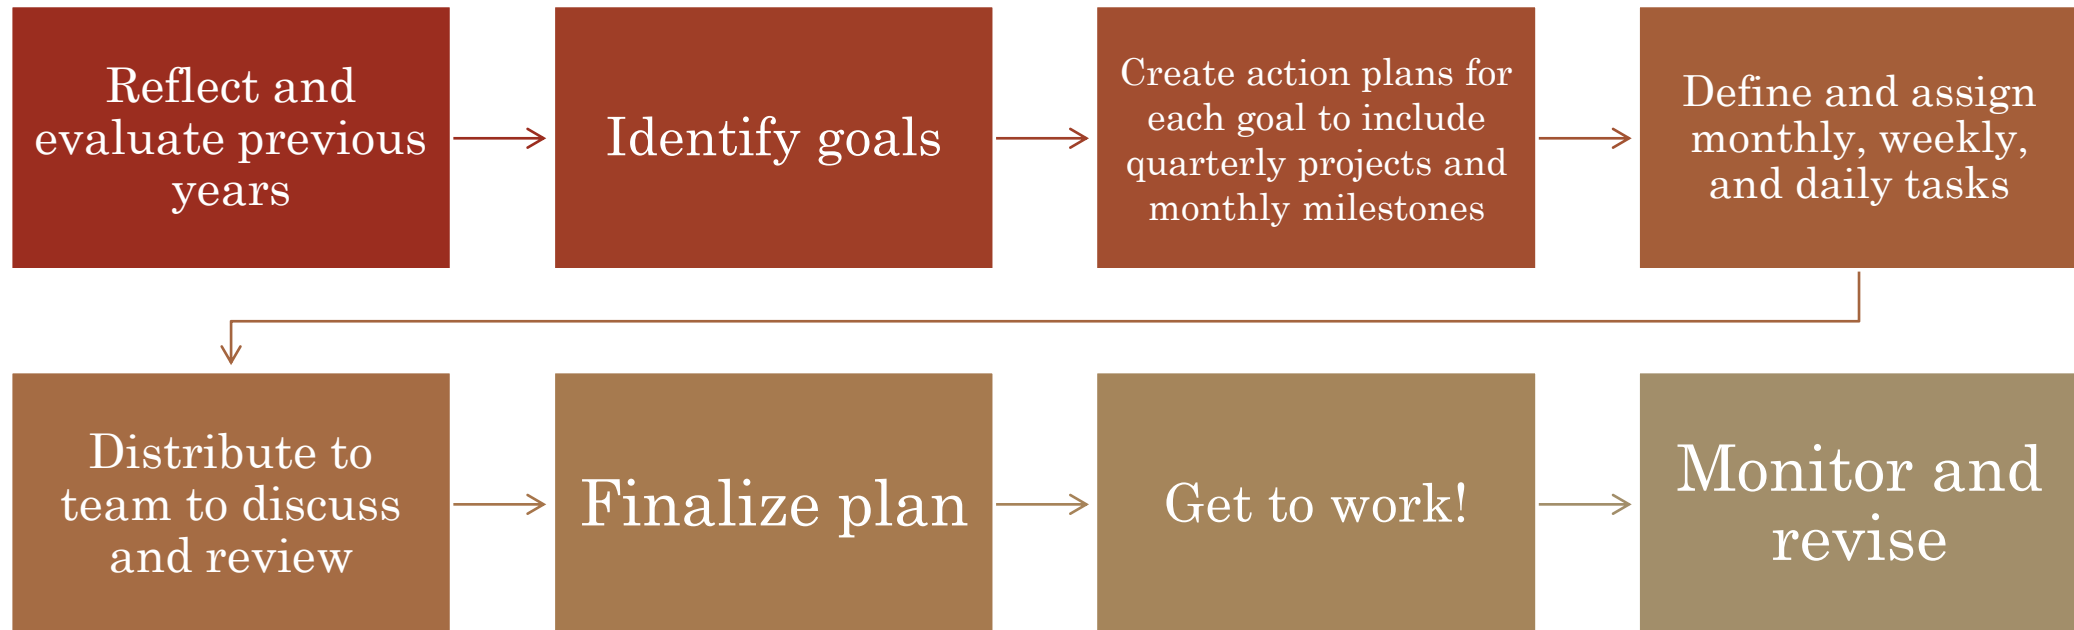 Reflect and
evaluate previous
years
Identify goals
Create action plans for
each goal to include
quarterly projects and
monthly milestones
Define and assign
monthly, weekly,
and daily tasks
Distribute to
team to discuss
and review
Finalize plan
Get to work!
Monitor and
revise